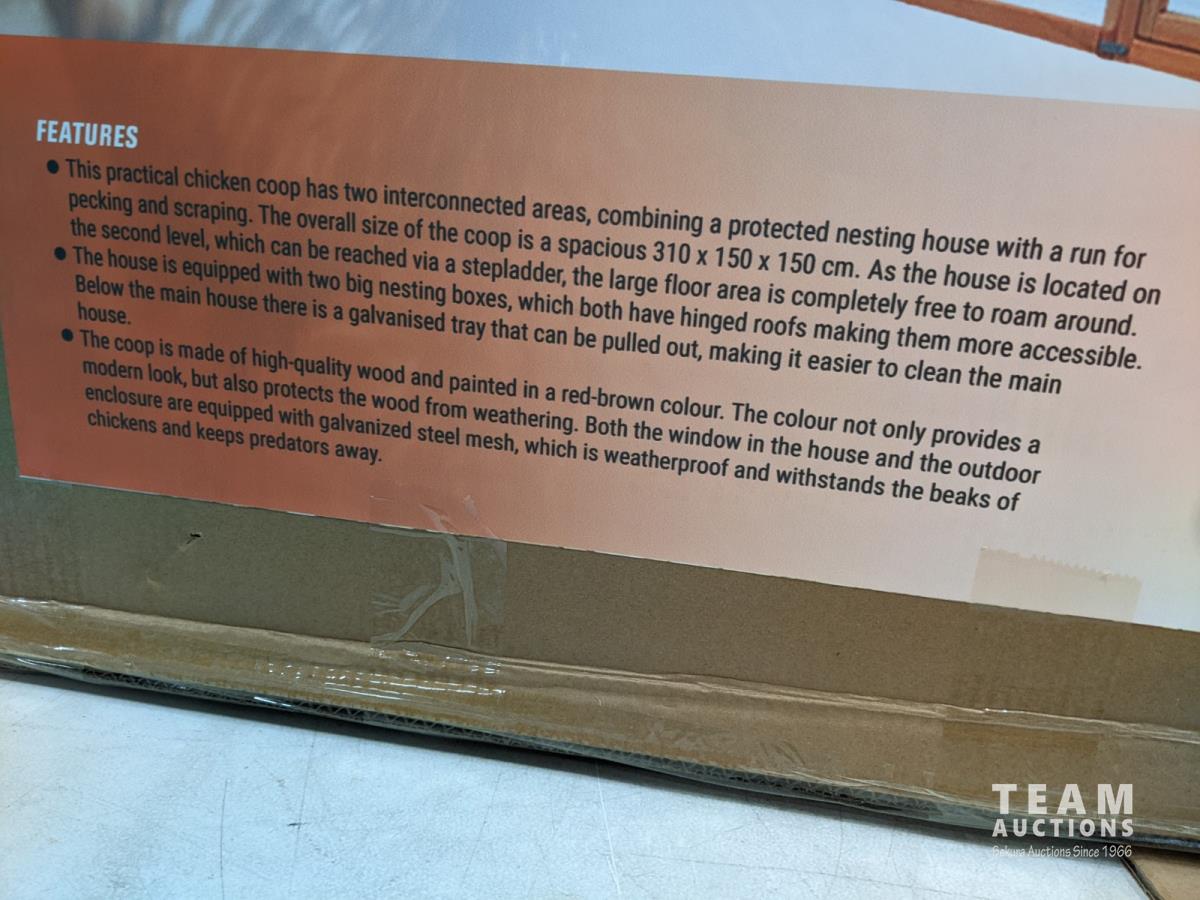 FEATURES
● This practical chicken coop has two interconnected areas, combining a protected nesting house with a run for
pecking and scraping. The overall size of the coop is a spacious 310 x 150 x 150 cm. As the house is located on
the second level, which can be reached via a stepladder, the large floor area is completely free to roam around.
● The house is equipped with two big nesting boxes, which both have hinged roofs making them more accessible.
Below the main house there is a galvanised tray that can be pulled out, making it easier to clean the main
house.
● The coop is made of high-quality wood and painted in a red-brown colour. The colour not only provides a
modern look, but also protects the wood from weathering. Both the window in the house and the outdoor
enclosure are equipped with galvanized steel mesh, which is weatherproof and withstands the beaks of
chickens and keeps predators away.
TEAM
AUCTIONS
Sekura Auctions Since 1966